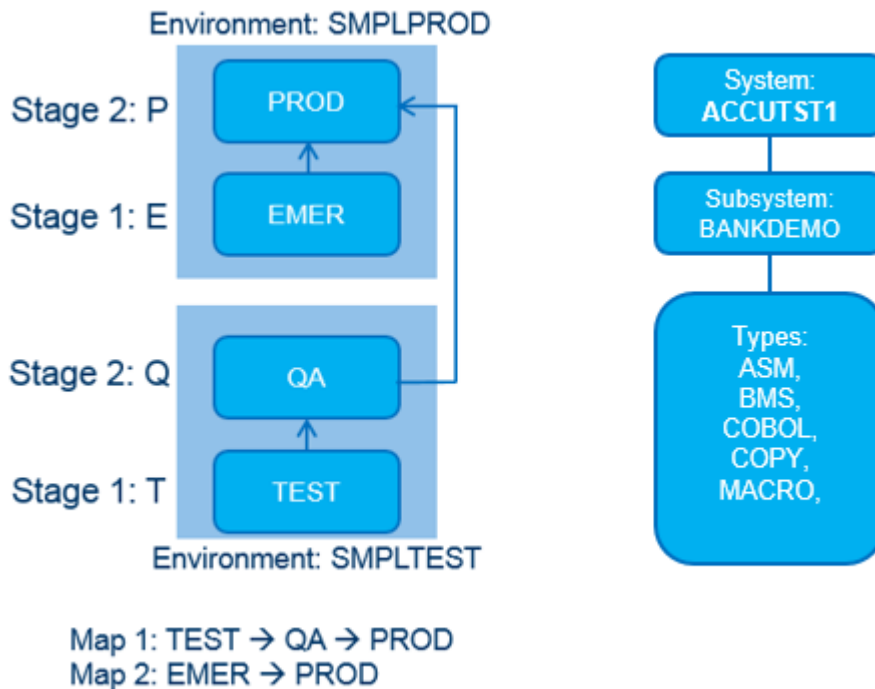 Environment: SMPLPROD
Stage 2: P
PROD
Stage 1: E
EMER
Stage 2: Q
QA
Stage 1: T
TEST
Environment: SMPLTEST
Map 1: TEST → QA → PROD
Map 2: EMER → PROD
System:
ACCUTST1
Subsystem:
BANKDEMO
Types:
ASM,
BMS,
COBOL,
COPY,
MACRO,